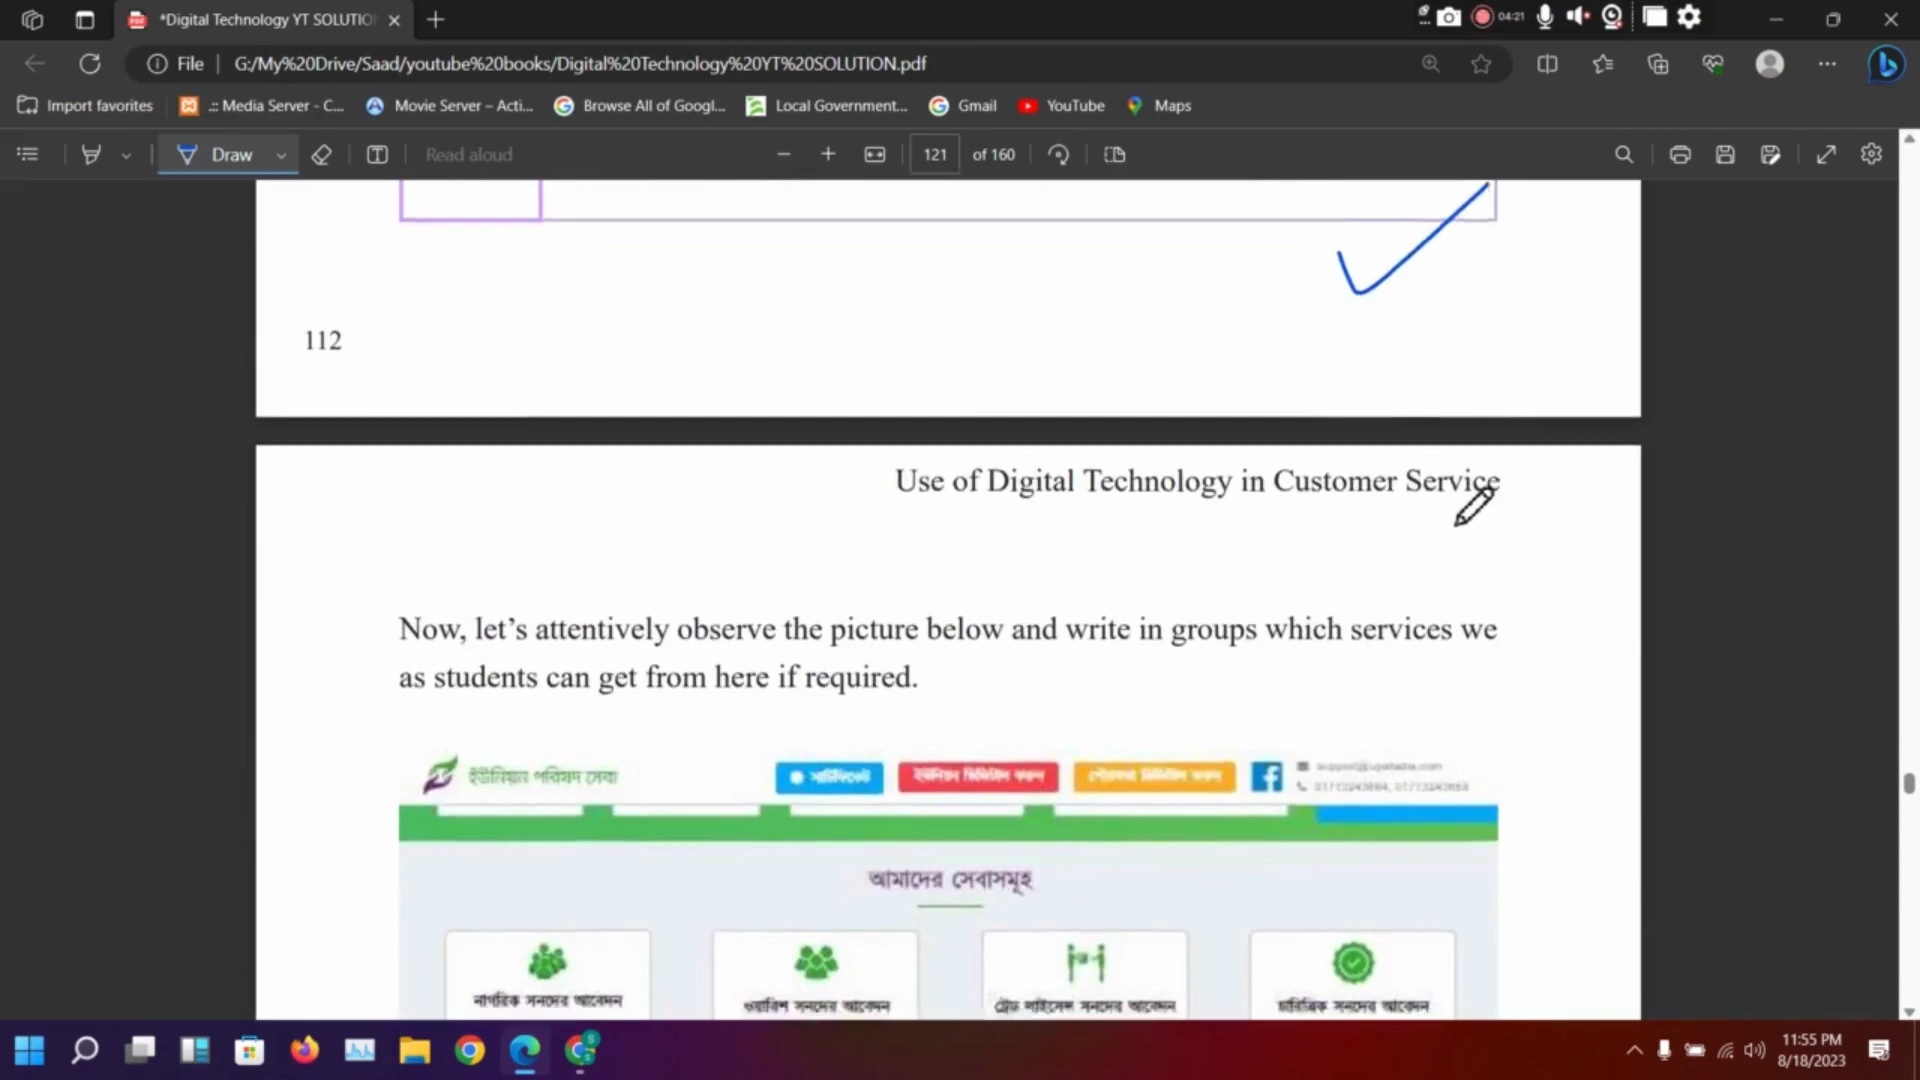 *Digital Technology YT SOLUTIO
04:21
File
G:/My%20Drive/Saad/youtube%20books/Digital%20Technology%20YT%20SOLUTION.pdf
Import favorites
.:: Media Server - C...
Movie Server – Acti...
Browse All of Googl...
Local Government...
Gmail
YouTube
Maps
Draw
Read aloud
121
of 160
112
Use of Digital Technology in Customer Service
Now, let's attentively observe the picture below and write in groups which services we
as students can get from here if required.
ইউনিয়ন পরিষদ সেবা
সার্টিফিকেট
আমাদের সেবাসমূহ
নাগরিক সনদের আবেদন
ওয়ারিশ সনদের আবেদন
ট্রেড লাইসেন্স সনদের আবেদন
চারিত্রিক সনদের আবেদন
11:55 PM
8/18/2023